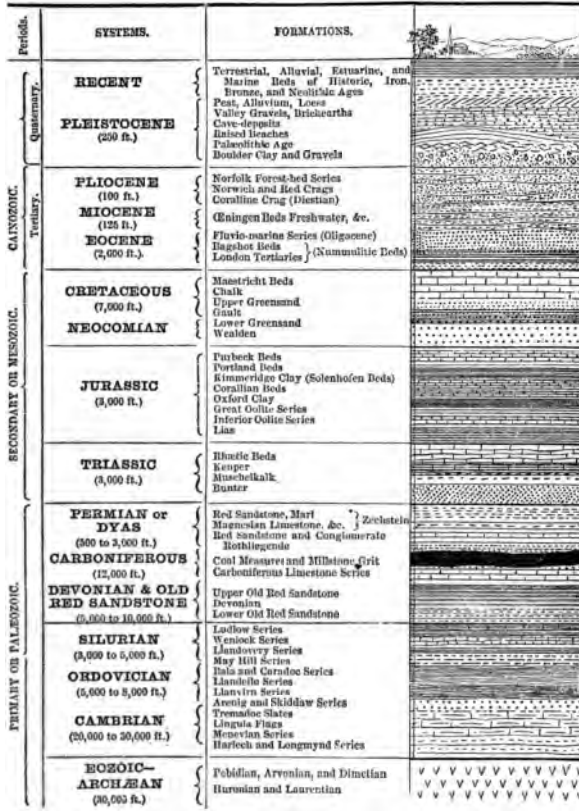 Periods.
SYSTEMS.
FORMATIONS.
CAINOZOIC.
Quaternary.
RECENT
Terrestrial, Alluvial, Estuarine, and
Marine Beds of Historic, Iron,
Bronze, and Neolithic Ages
PLEISTOCENE
(250 ft.)
Peat, Alluvium, Loess
Valley Gravels, Brickearths
Cave-deposits
Raised Beaches
Palæolithic Age
Boulder Clay and Gravels
Tertiary.
PLIOCENE
(100 ft.)
Norfolk Forest-bed Series
Norwich and Red Crags
Coralline Crag (Diestian)
MIOCENE
(125 ft.)
Œningen Beds Freshwater, &c.
EOCENE
(2,000 ft.)
Fluvio-marine Series (Oligocene)
Bagshot Beds
London Tertiaries
(Nummulitic Beds)
SECONDARY OR MESOZOIC.
CRETACEOUS
(7,000 ft.)
Maestricht Beds
Chalk
Upper Greensand
Gault
NEOCOMIAN
Lower Greensand
Wealden
JURASSIC
(3,000 ft.)
Purbeck Beds
Portland Beds
Kimmeridge Clay (Solenhofen Beds)
Corallian Beds
Oxford Clay
Great Oolite Series
Inferior Oolite Series
Lias
TRIASSIC
(3,000 ft.)
Rhætic Beds
Keuper
Muschelkalk
Bunter
PRIMARY OR PALÆOZOIC.
PERMIAN or
DYAS
(500 to 3,000 ft.)
Red Sandstone, Marl
Magnesian Limestone, &c.
Zechstein
Red Sandstone and Conglomerate
Rothliegende
CARBONIFEROUS
(12,000 ft.)
Coal Measures and Millstone Grit
Carboniferous Limestone Series
DEVONIAN & OLD
RED SANDSTONE
(5,000 to 10,000 ft.)
Upper Old Red Sandstone
Devonian
Lower Old Red Sandstone
SILURIAN
(3,000 to 5,000 ft.)
Ludlow Series
Wenlock Series
Llandovery Series
May Hill Series
ORDOVICIAN
(5,000 to 8,000 ft.)
Bala and Caradoc Series
Llandeilo Series
Llanvirn Series
Arenig and Skiddaw Series
CAMBRIAN
(20,000 to 30,000 ft.)
Tremadoc Slates
Lingula Flags
Menevian Series
Harlech and Longmynd Series
EOZOIC—
ARCHÆAN
(30,000 ft.)
Pebidian, Arvonian, and Dimetian
Huronian and Laurentian